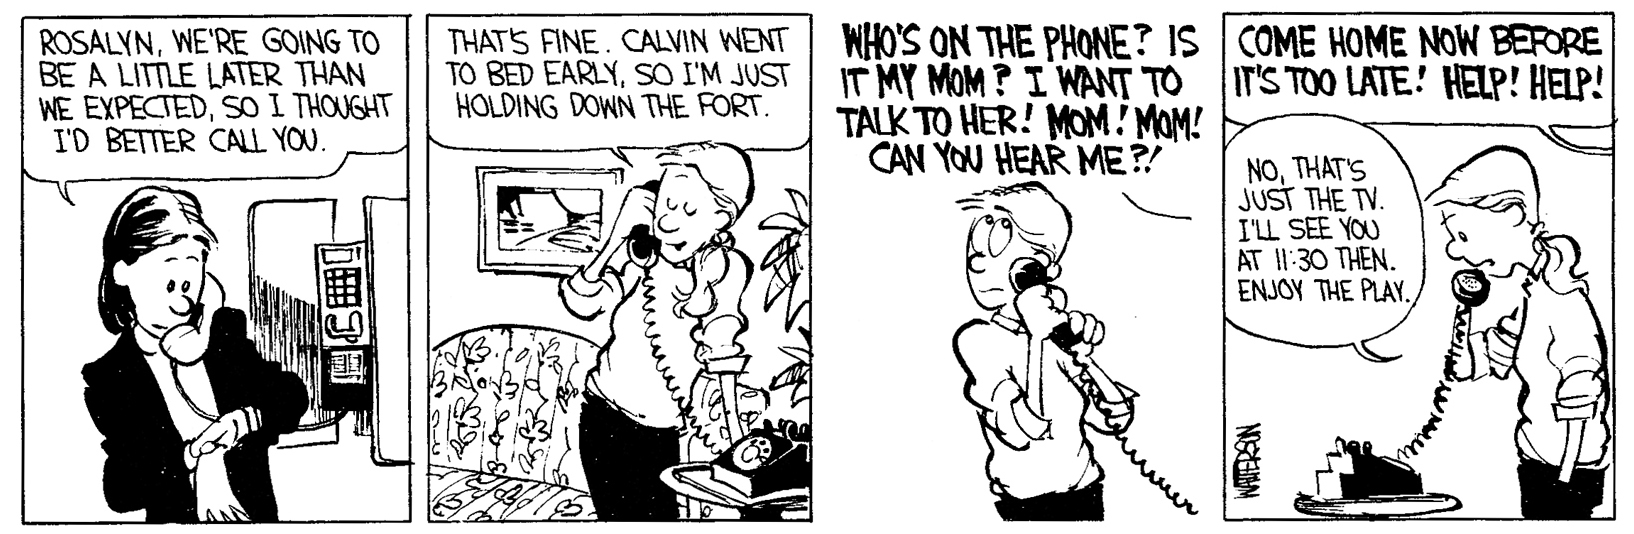 ROSALYN, WE'RE GOING TO
BE A LITTLE LATER THAN
WE EXPECTED, SO I THOUGHT
I'D BETTER CALL YOU.
THAT'S FINE. CALVIN WENT
TO BED EARLY, SO I'M JUST
HOLDING DOWN THE FORT.
WHO'S ON THE PHONE? IS
IT MY MOM? I WANT TO
TALK TO HER! MOM! MOM!
CAN YOU HEAR ME?!
COME HOME NOW BEFORE
IT'S TOO LATE! HELP! HELP!
NO, THAT'S
JUST THE TV.
I'LL SEE YOU
AT 11:30 THEN.
ENJOY THE PLAY.
WATTERSON